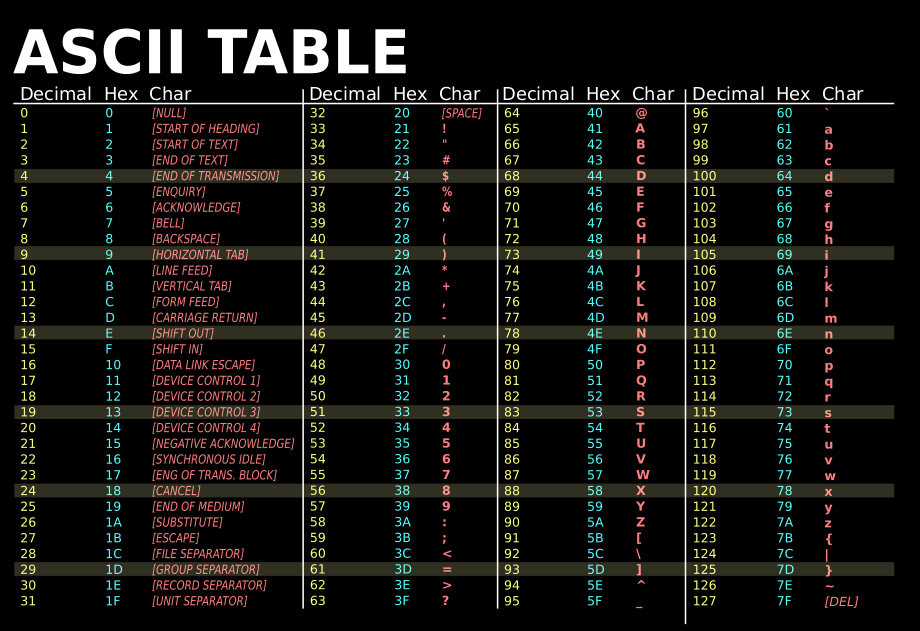 ASCII TABLE
Decimal Hex Char Decimal Hex Char Decimal Hex Char Decimal Hex Char
0 0 [NULL] 32 20 [SPACE] 64 40 @ 96 60 `
1 1 [START OF HEADING] 33 21 ! 65 41 A 97 61 a
2 2 [START OF TEXT] 34 22 " 66 42 B 98 62 b
3 3 [END OF TEXT] 35 23 # 67 43 C 99 63 c
4 4 [END OF TRANSMISSION] 36 24 $ 68 44 D 100 64 d
5 5 [ENQUIRY] 37 25 % 69 45 E 101 65 e
6 6 [ACKNOWLEDGE] 38 26 & 70 46 F 102 66 f
7 7 [BELL] 39 27 ' 71 47 G 103 67 g
8 8 [BACKSPACE] 40 28 ( 72 48 H 104 68 h
9 9 [HORIZONTAL TAB] 41 29 ) 73 49 I 105 69 i
10 A [LINE FEED] 42 2A * 74 4A J 106 6A j
11 B [VERTICAL TAB] 43 2B + 75 4B K 107 6B k
12 C [FORM FEED] 44 2C , 76 4C L 108 6C l
13 D [CARRIAGE RETURN] 45 2D - 77 4D M 109 6D m
14 E [SHIFT OUT] 46 2E . 78 4E N 110 6E n
15 F [SHIFT IN] 47 2F / 79 4F O 111 6F o
16 10 [DATA LINK ESCAPE] 48 30 0 80 50 P 112 70 p
17 11 [DEVICE CONTROL 1] 49 31 1 81 51 Q 113 71 q
18 12 [DEVICE CONTROL 2] 50 32 2 82 52 R 114 72 r
19 13 [DEVICE CONTROL 3] 51 33 3 83 53 S 115 73 s
20 14 [DEVICE CONTROL 4] 52 34 4 84 54 T 116 74 t
21 15 [NEGATIVE ACKNOWLEDGE] 53 35 5 85 55 U 117 75 u
22 16 [SYNCHRONOUS IDLE] 54 36 6 86 56 V 118 76 v
23 17 [ENG OF TRANS. BLOCK] 55 37 7 87 57 W 119 77 w
24 18 [CANCEL] 56 38 8 88 58 X 120 78 x
25 19 [END OF MEDIUM] 57 39 9 89 59 Y 121 79 y
26 1A [SUBSTITUTE] 58 3A : 90 5A Z 122 7A z
27 1B [ESCAPE] 59 3B ; 91 5B [ 123 7B {
28 1C [FILE SEPARATOR] 60 3C < 92 5C \ 124 7C |
29 1D [GROUP SEPARATOR] 61 3D = 93 5D ] 125 7D }
30 1E [RECORD SEPARATOR] 62 3E > 94 5E ^ 126 7E ~
31 1F [UNIT SEPARATOR] 63 3F ? 95 5F _ 127 7F [DEL]